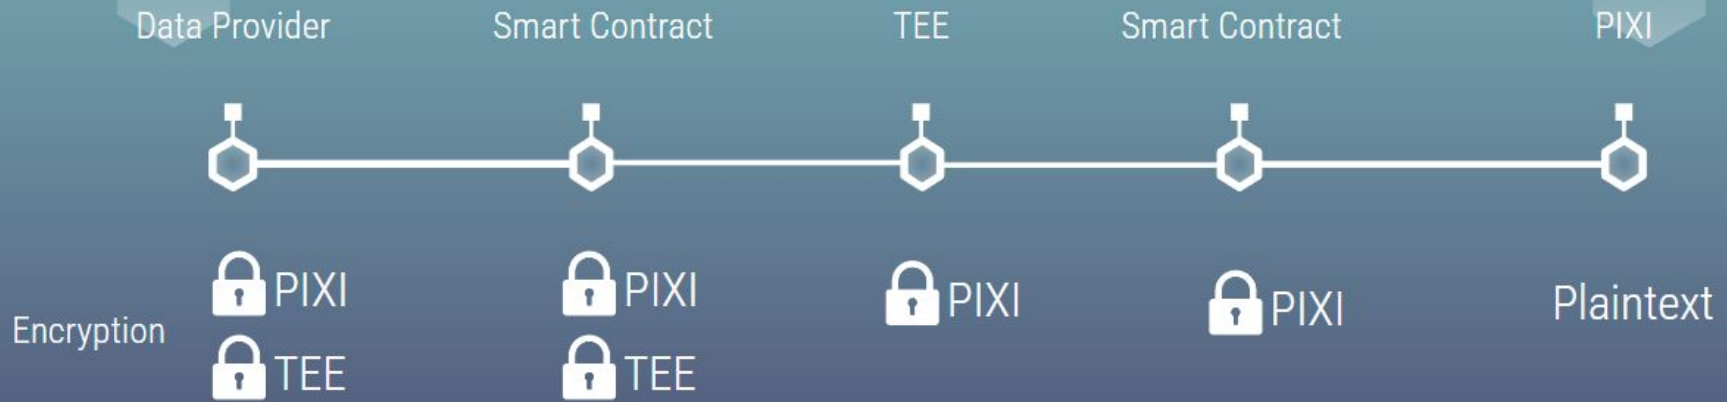 Data Provider
Smart Contract
TEE
Smart Contract
PIXI
PIXI
PIXI
PIXI
PIXI
Plaintext
Encryption
TEE
TEE